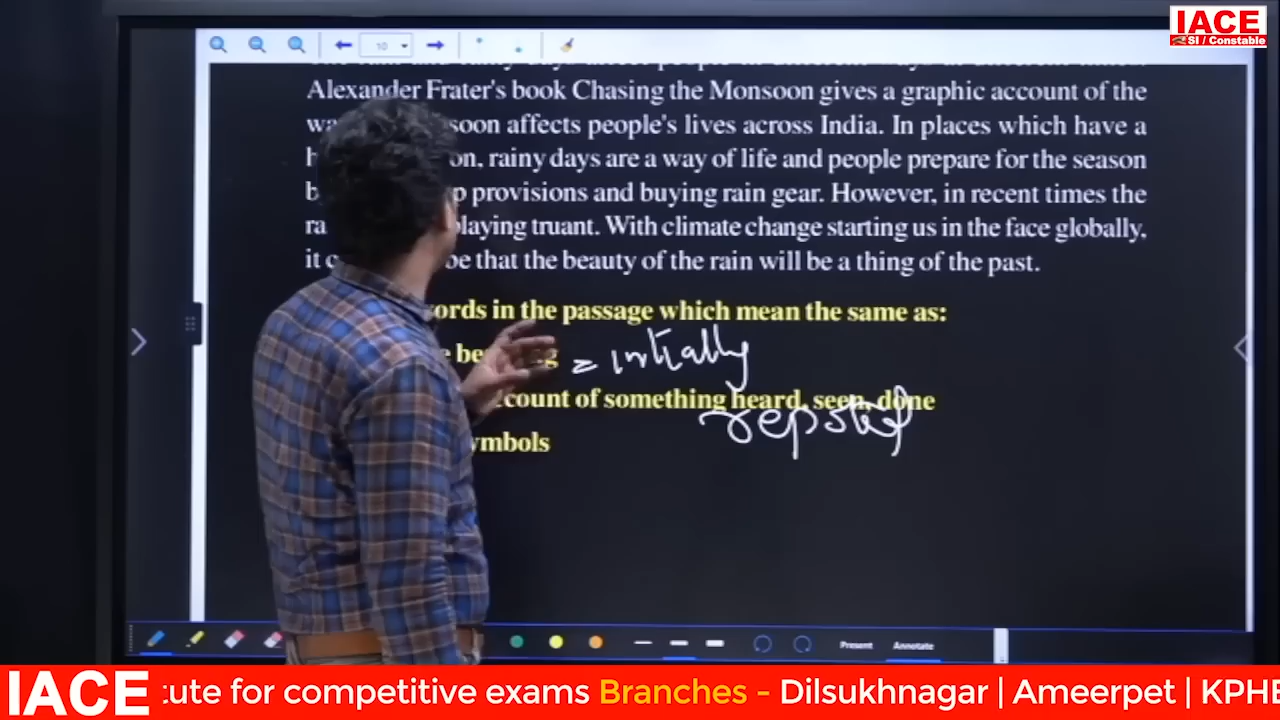 IACE
SI / Constable
10
Alexander Frater's book Chasing the Monsoon gives a graphic account of the
soon affects people's lives across India. In places which have a
on, rainy days are a way of life and people prepare for the season
p provisions and buying rain gear. However, in recent times the
ra playing truant. With climate change starting us in the face globally,
it be that the beauty of the rain will be a thing of the past.
words in the passage which mean the same as:
= initially
count of something heard, seen, done
ymbols
Present Annotate
IACE tute for competitive exams Branches - Dilsukhnagar | Ameerpet | KPHB